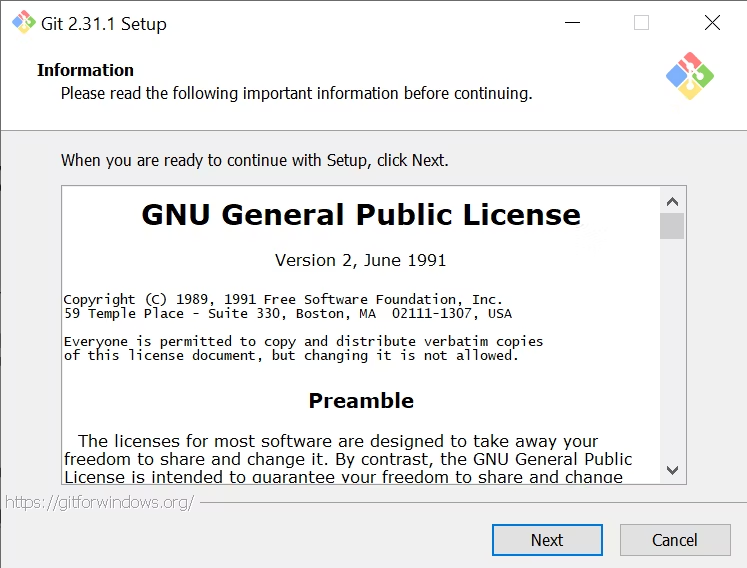 Git 2.31.1 Setup
Information
Please read the following important information before continuing.
When you are ready to continue with Setup, click Next.
GNU General Public License
Version 2, June 1991
Copyright (C) 1989, 1991 Free Software Foundation, Inc.
59 Temple Place - Suite 330, Boston, MA  02111-1307, USA
Everyone is permitted to copy and distribute verbatim copies
of this license document, but changing it is not allowed.
Preamble
The licenses for most software are designed to take away your
freedom to share and change it. By contrast, the GNU General Public
License is intended to guarantee your freedom to share and change
https://gitforwindows.org/
Next
Cancel